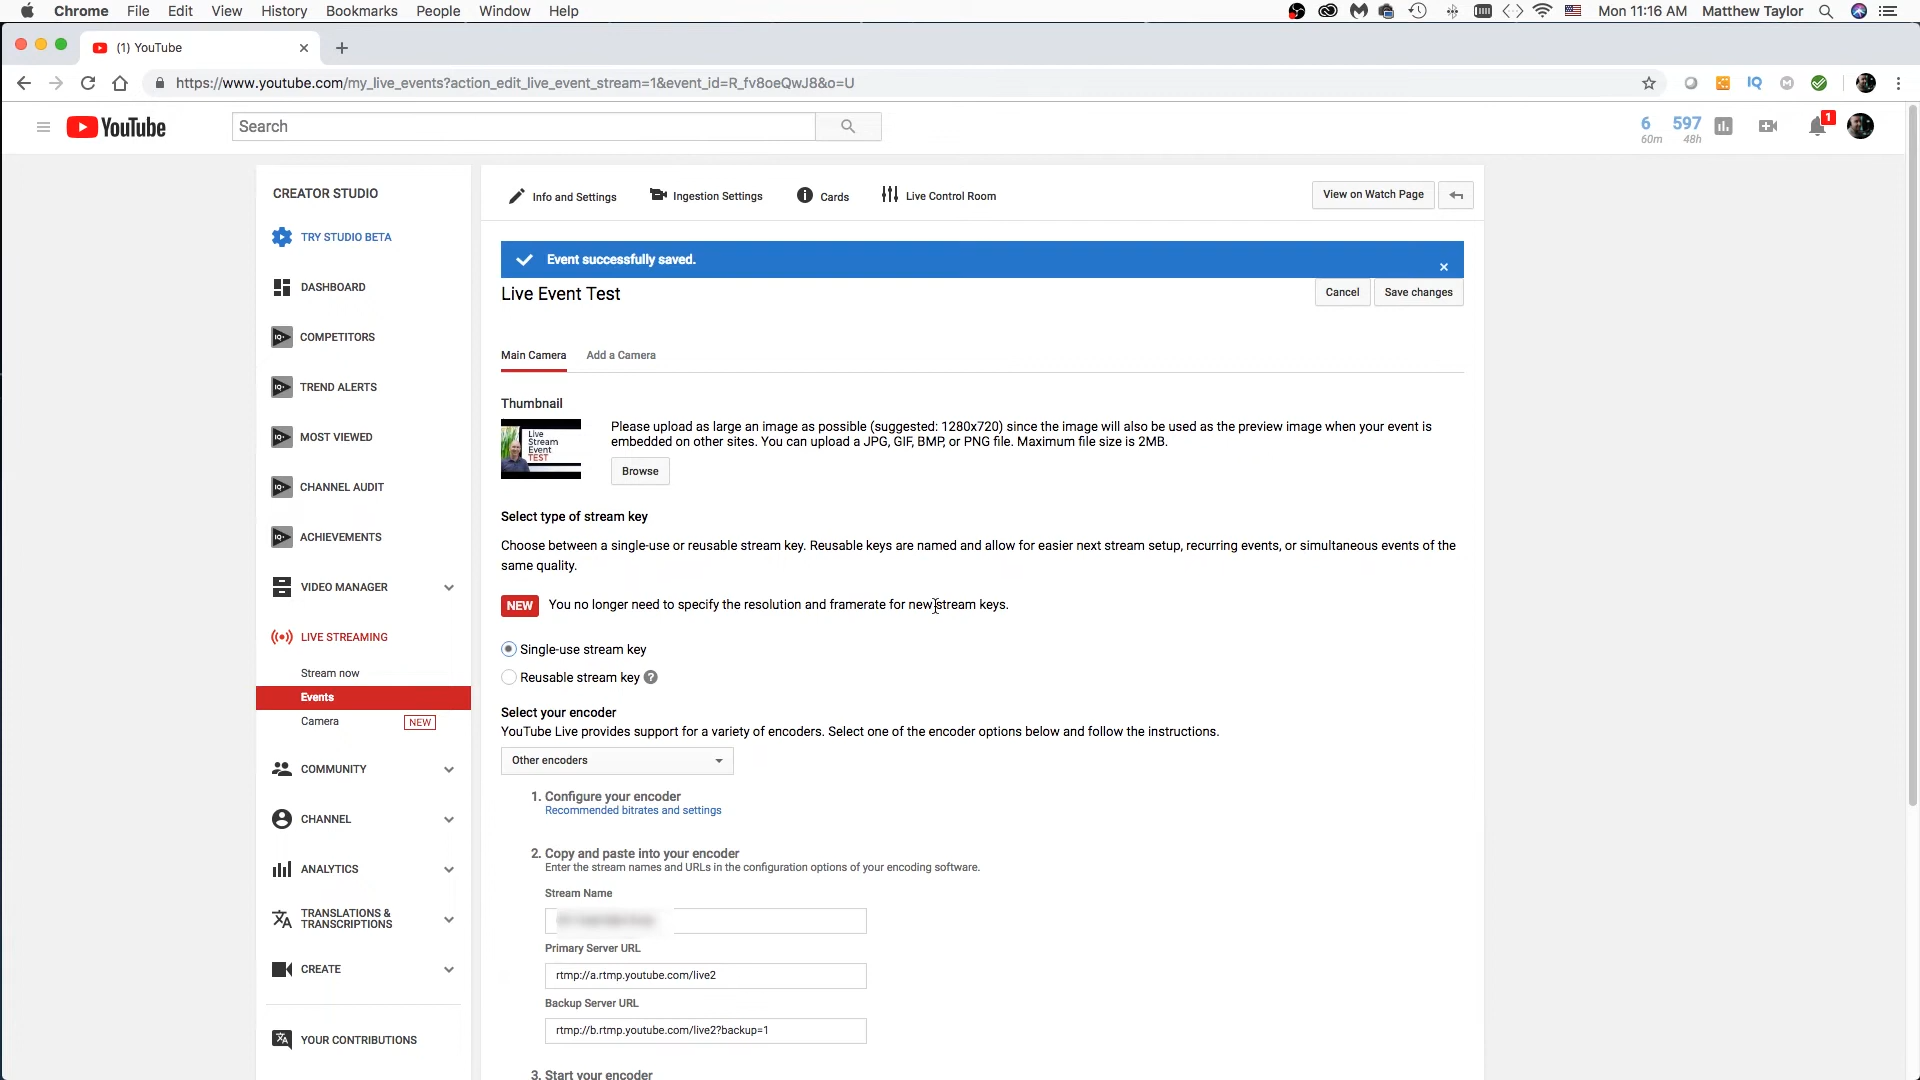 Chrome File Edit View History Bookmarks People Window Help
Mon 11:16 AM Matthew Taylor
(1) YouTube
https://www.youtube.com/my_live_events?action_edit_live_event_stream=1&event_id=R_fv8oeQwJ8&o=U
IQ
YouTube
Search
6 597 1
60m 48h
CREATOR STUDIO
TRY STUDIO BETA
DASHBOARD
COMPETITORS
TREND ALERTS
MOST VIEWED
CHANNEL AUDIT
ACHIEVEMENTS
VIDEO MANAGER
LIVE STREAMING
Stream now
Events
Camera NEW
COMMUNITY
CHANNEL
ANALYTICS
TRANSLATIONS &
TRANSCRIPTIONS
CREATE
YOUR CONTRIBUTIONS
Info and Settings Ingestion Settings Cards Live Control Room View on Watch Page
Event successfully saved.
Live Event Test Cancel Save changes
Main Camera Add a Camera
Thumbnail
Live
Stream
Event
TEST
Please upload as large an image as possible (suggested: 1280x720) since the image will also be used as the preview image when your event is
embedded on other sites. You can upload a JPG, GIF, BMP, or PNG file. Maximum file size is 2MB.
Browse
Select type of stream key
Choose between a single-use or reusable stream key. Reusable keys are named and allow for easier next stream setup, recurring events, or simultaneous events of the
same quality.
NEW You no longer need to specify the resolution and framerate for new stream keys.
Single-use stream key
Reusable stream key ?
Select your encoder
YouTube Live provides support for a variety of encoders. Select one of the encoder options below and follow the instructions.
Other encoders
1. Configure your encoder
Recommended bitrates and settings
2. Copy and paste into your encoder
Enter the stream names and URLs in the configuration options of your encoding software.
Stream Name
Primary Server URL
rtmp://a.rtmp.youtube.com/live2
Backup Server URL
rtmp://b.rtmp.youtube.com/live2?backup=1
3. Start your encoder